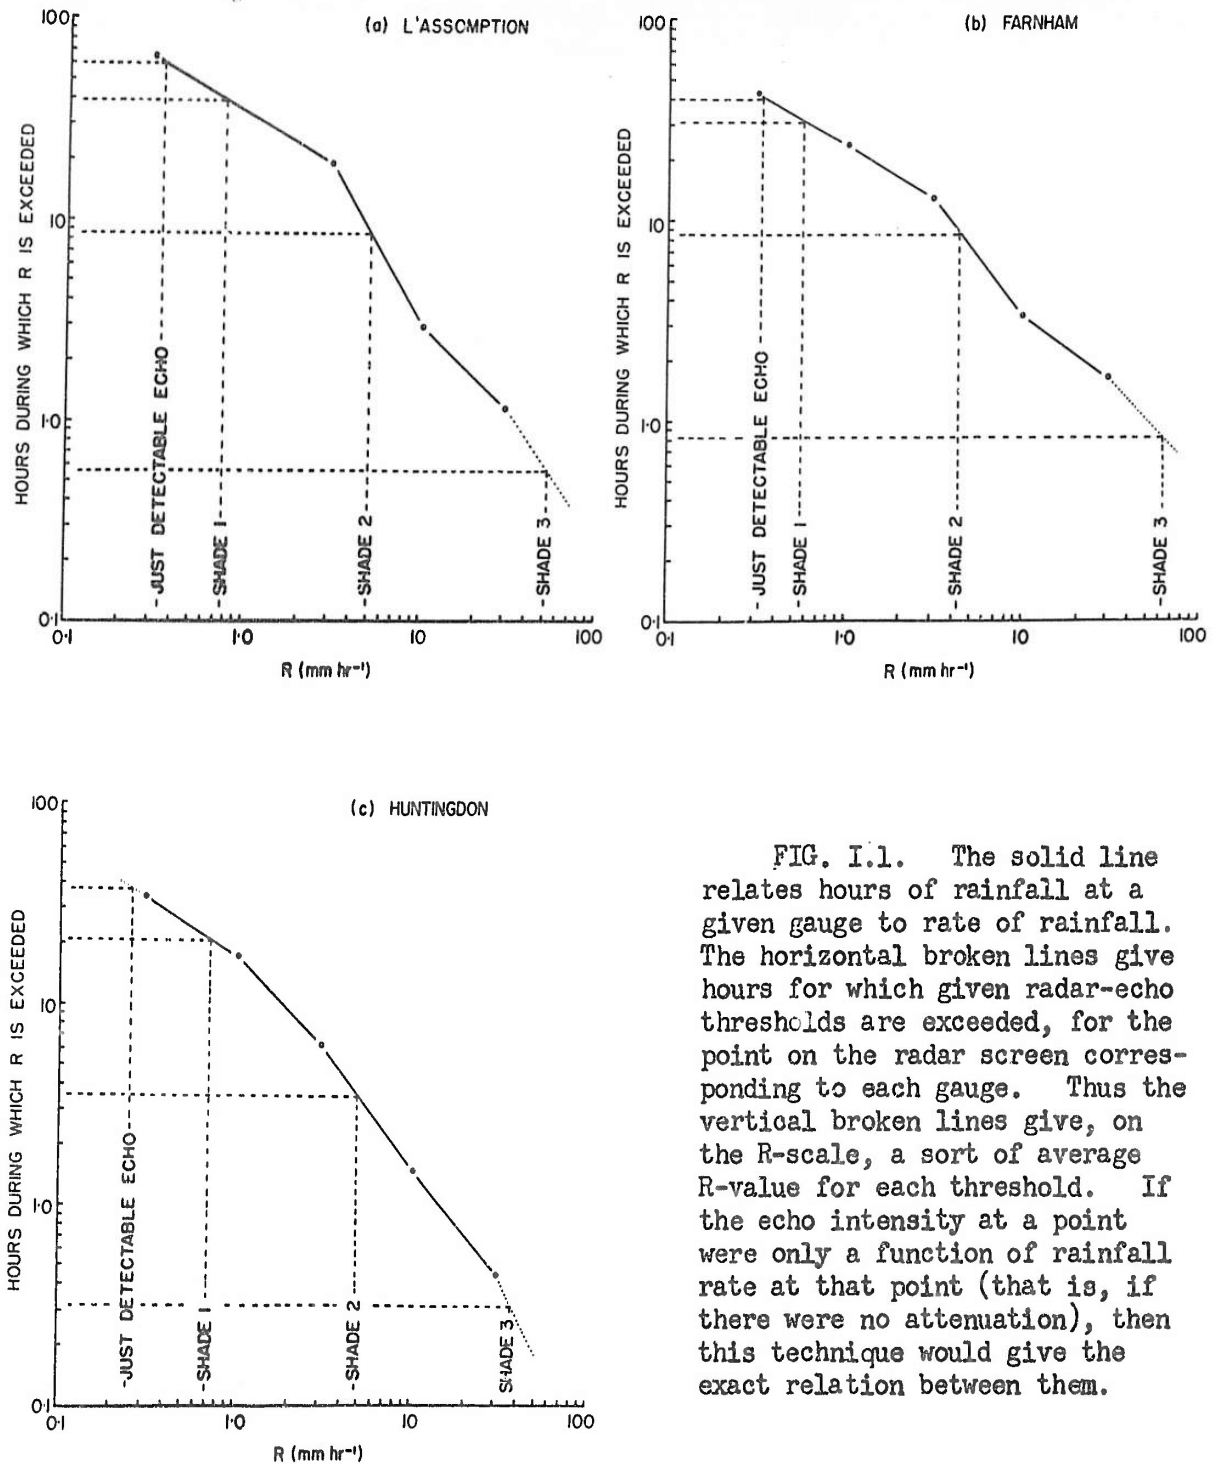 (a) L'ASSCMPTION
100
10
1·0
0·1
HOURS DURING WHICH R IS EXCEEDED
JUST DETECTABLE ECHO
SHADE 1
SHADE 2
SHADE 3
0·1 1·0 10 100
R (mm hr⁻¹)
(b) FARNHAM
100
10
1·0
0·1
HOURS DURING WHICH R IS EXCEEDED
JUST DETECTABLE ECHO
SHADE 1
SHADE 2
SHADE 3
0·1 1·0 10 100
R (mm hr⁻¹)
(c) HUNTINGDON
100
10
1·0
0·1
HOURS DURING WHICH R IS EXCEEDED
JUST DETECTABLE ECHO
SHADE 1
SHADE 2
SHADE 3
0·1 1·0 10 100
R (mm hr⁻¹)
FIG. I.1. The solid line
relates hours of rainfall at a
given gauge to rate of rainfall.
The horizontal broken lines give
hours for which given radar-echo
thresholds are exceeded, for the
point on the radar screen corres-
ponding to each gauge. Thus the
vertical broken lines give, on
the R-scale, a sort of average
R-value for each threshold. If
the echo intensity at a point
were only a function of rainfall
rate at that point (that is, if
there were no attenuation), then
this technique would give the
exact relation between them.